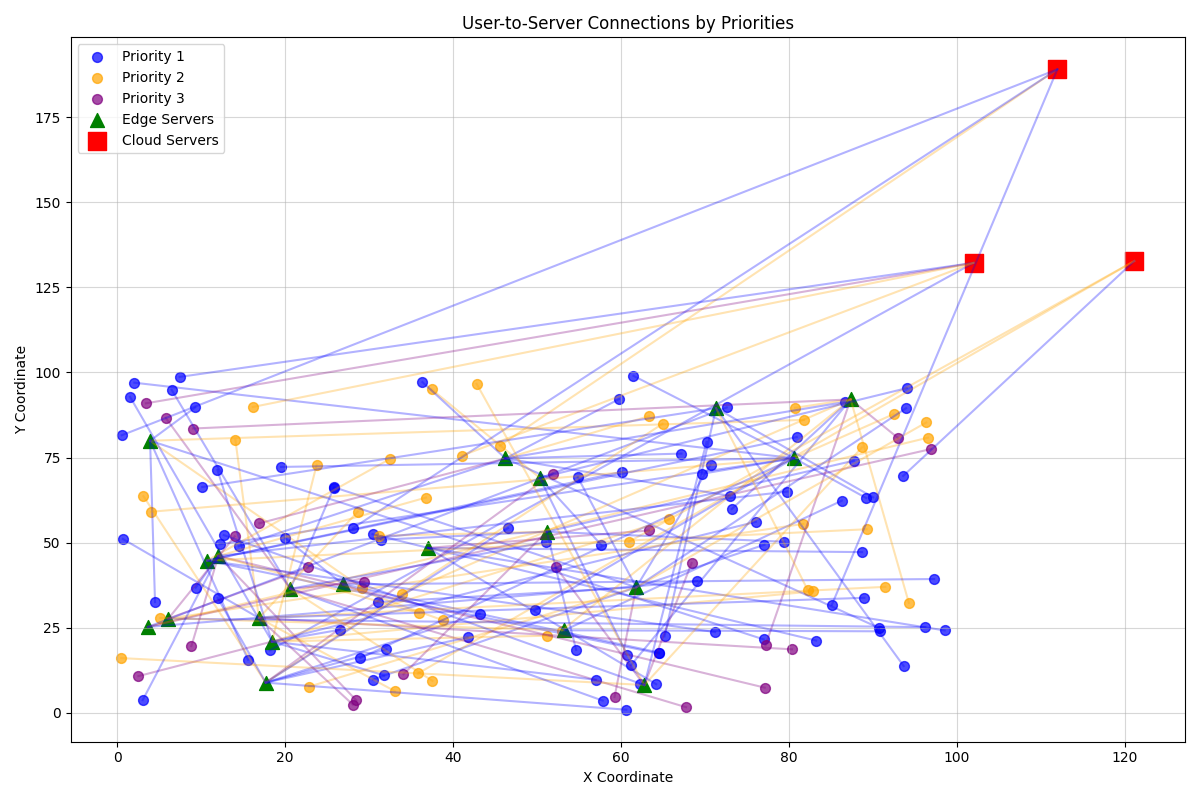 User-to-Server Connections by Priorities
Priority 1
Priority 2
Priority 3
Edge Servers
Cloud Servers
Y Coordinate
175
150
125
100
75
50
25
0
0 20 40 60 80 100 120
X Coordinate